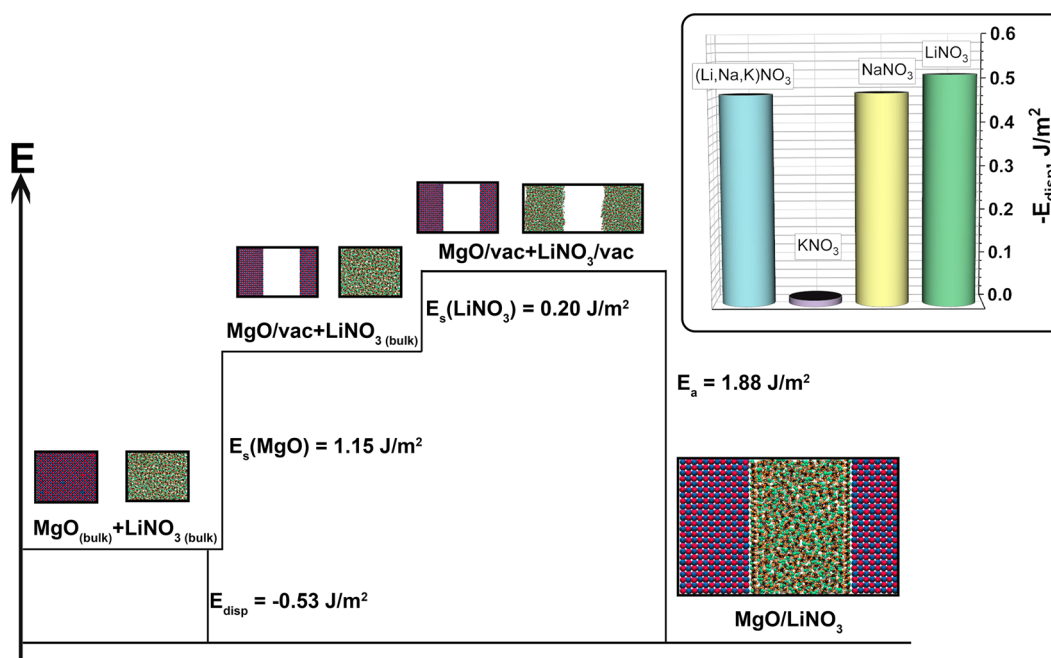 E
MgO(bulk)+LiNO3 (bulk)
Edisp = -0.53 J/m²
Es(MgO) = 1.15 J/m²
MgO/vac+LiNO3 (bulk)
Es(LiNO3) = 0.20 J/m²
MgO/vac+LiNO3/vac
Ea = 1.88 J/m²
MgO/LiNO3
(Li,Na,K)NO3
KNO3
NaNO3
LiNO3
0.6
0.5
0.4
0.3
0.2
0.1
0.0
-Edisp, J/m²